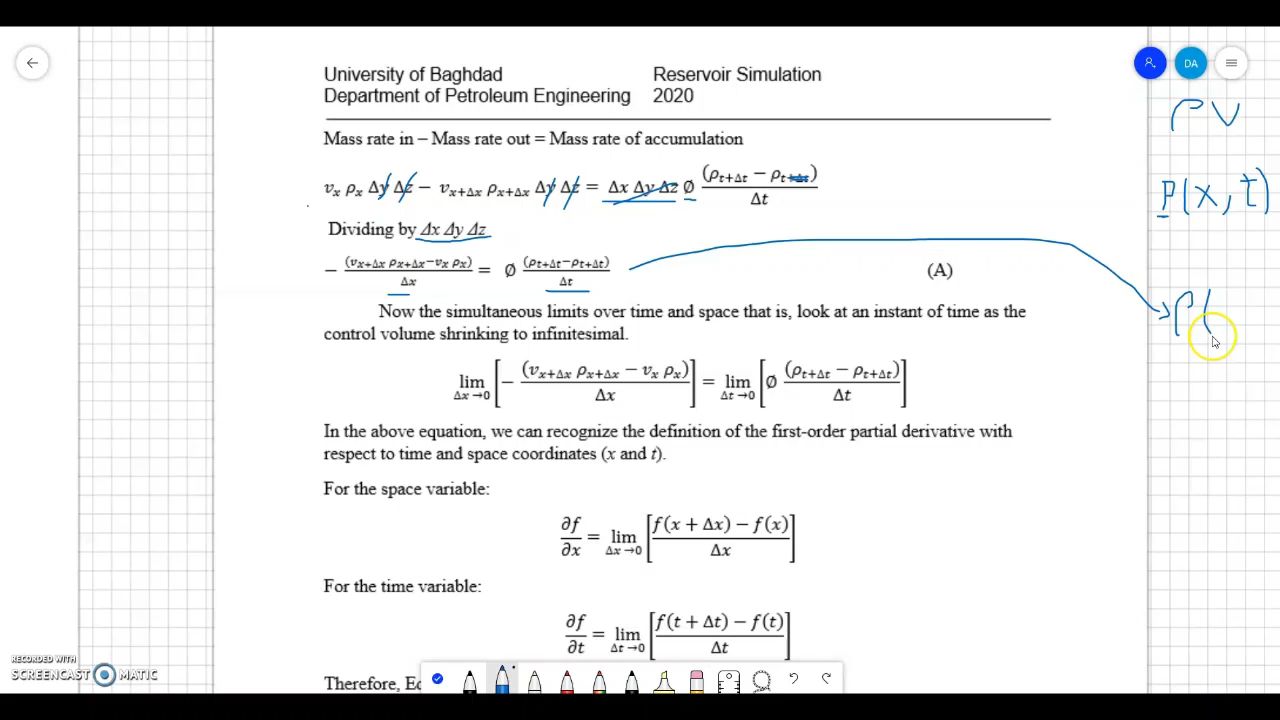 University of Baghdad Reservoir Simulation
Department of Petroleum Engineering 2020
Mass rate in – Mass rate out = Mass rate of accumulation
v_x ρ_x Δy Δz − v_{x+Δx} ρ_{x+Δx} Δy Δz = Δx Δy Δz ∅ (ρ_{t+Δt} − ρ_{t+Δt})/Δt
Dividing by Δx Δy Δz
− (v_{x+Δx} ρ_{x+Δx}−v_x ρ_x)/Δx = ∅ (ρ_{t+Δt}−ρ_{t+Δt})/Δt (A)
Now the simultaneous limits over time and space that is, look at an instant of time as the
control volume shrinking to infinitesimal.
lim_{Δx→0} [− (v_{x+Δx} ρ_{x+Δx} − v_x ρ_x)/Δx] = lim_{Δt→0} [∅ (ρ_{t+Δt} − ρ_{t+Δt})/Δt]
In the above equation, we can recognize the definition of the first-order partial derivative with
respect to time and space coordinates (x and t).
For the space variable:
∂f/∂x = lim_{Δx→0} [(f(x + Δx) − f(x))/Δx]
For the time variable:
∂f/∂t = lim_{Δt→0} [(f(t + Δt) − f(t))/Δt]
Therefore,
DA
ρv
P(x, t)
ρ(
RECORDED WITH
SCREENCAST MATIC